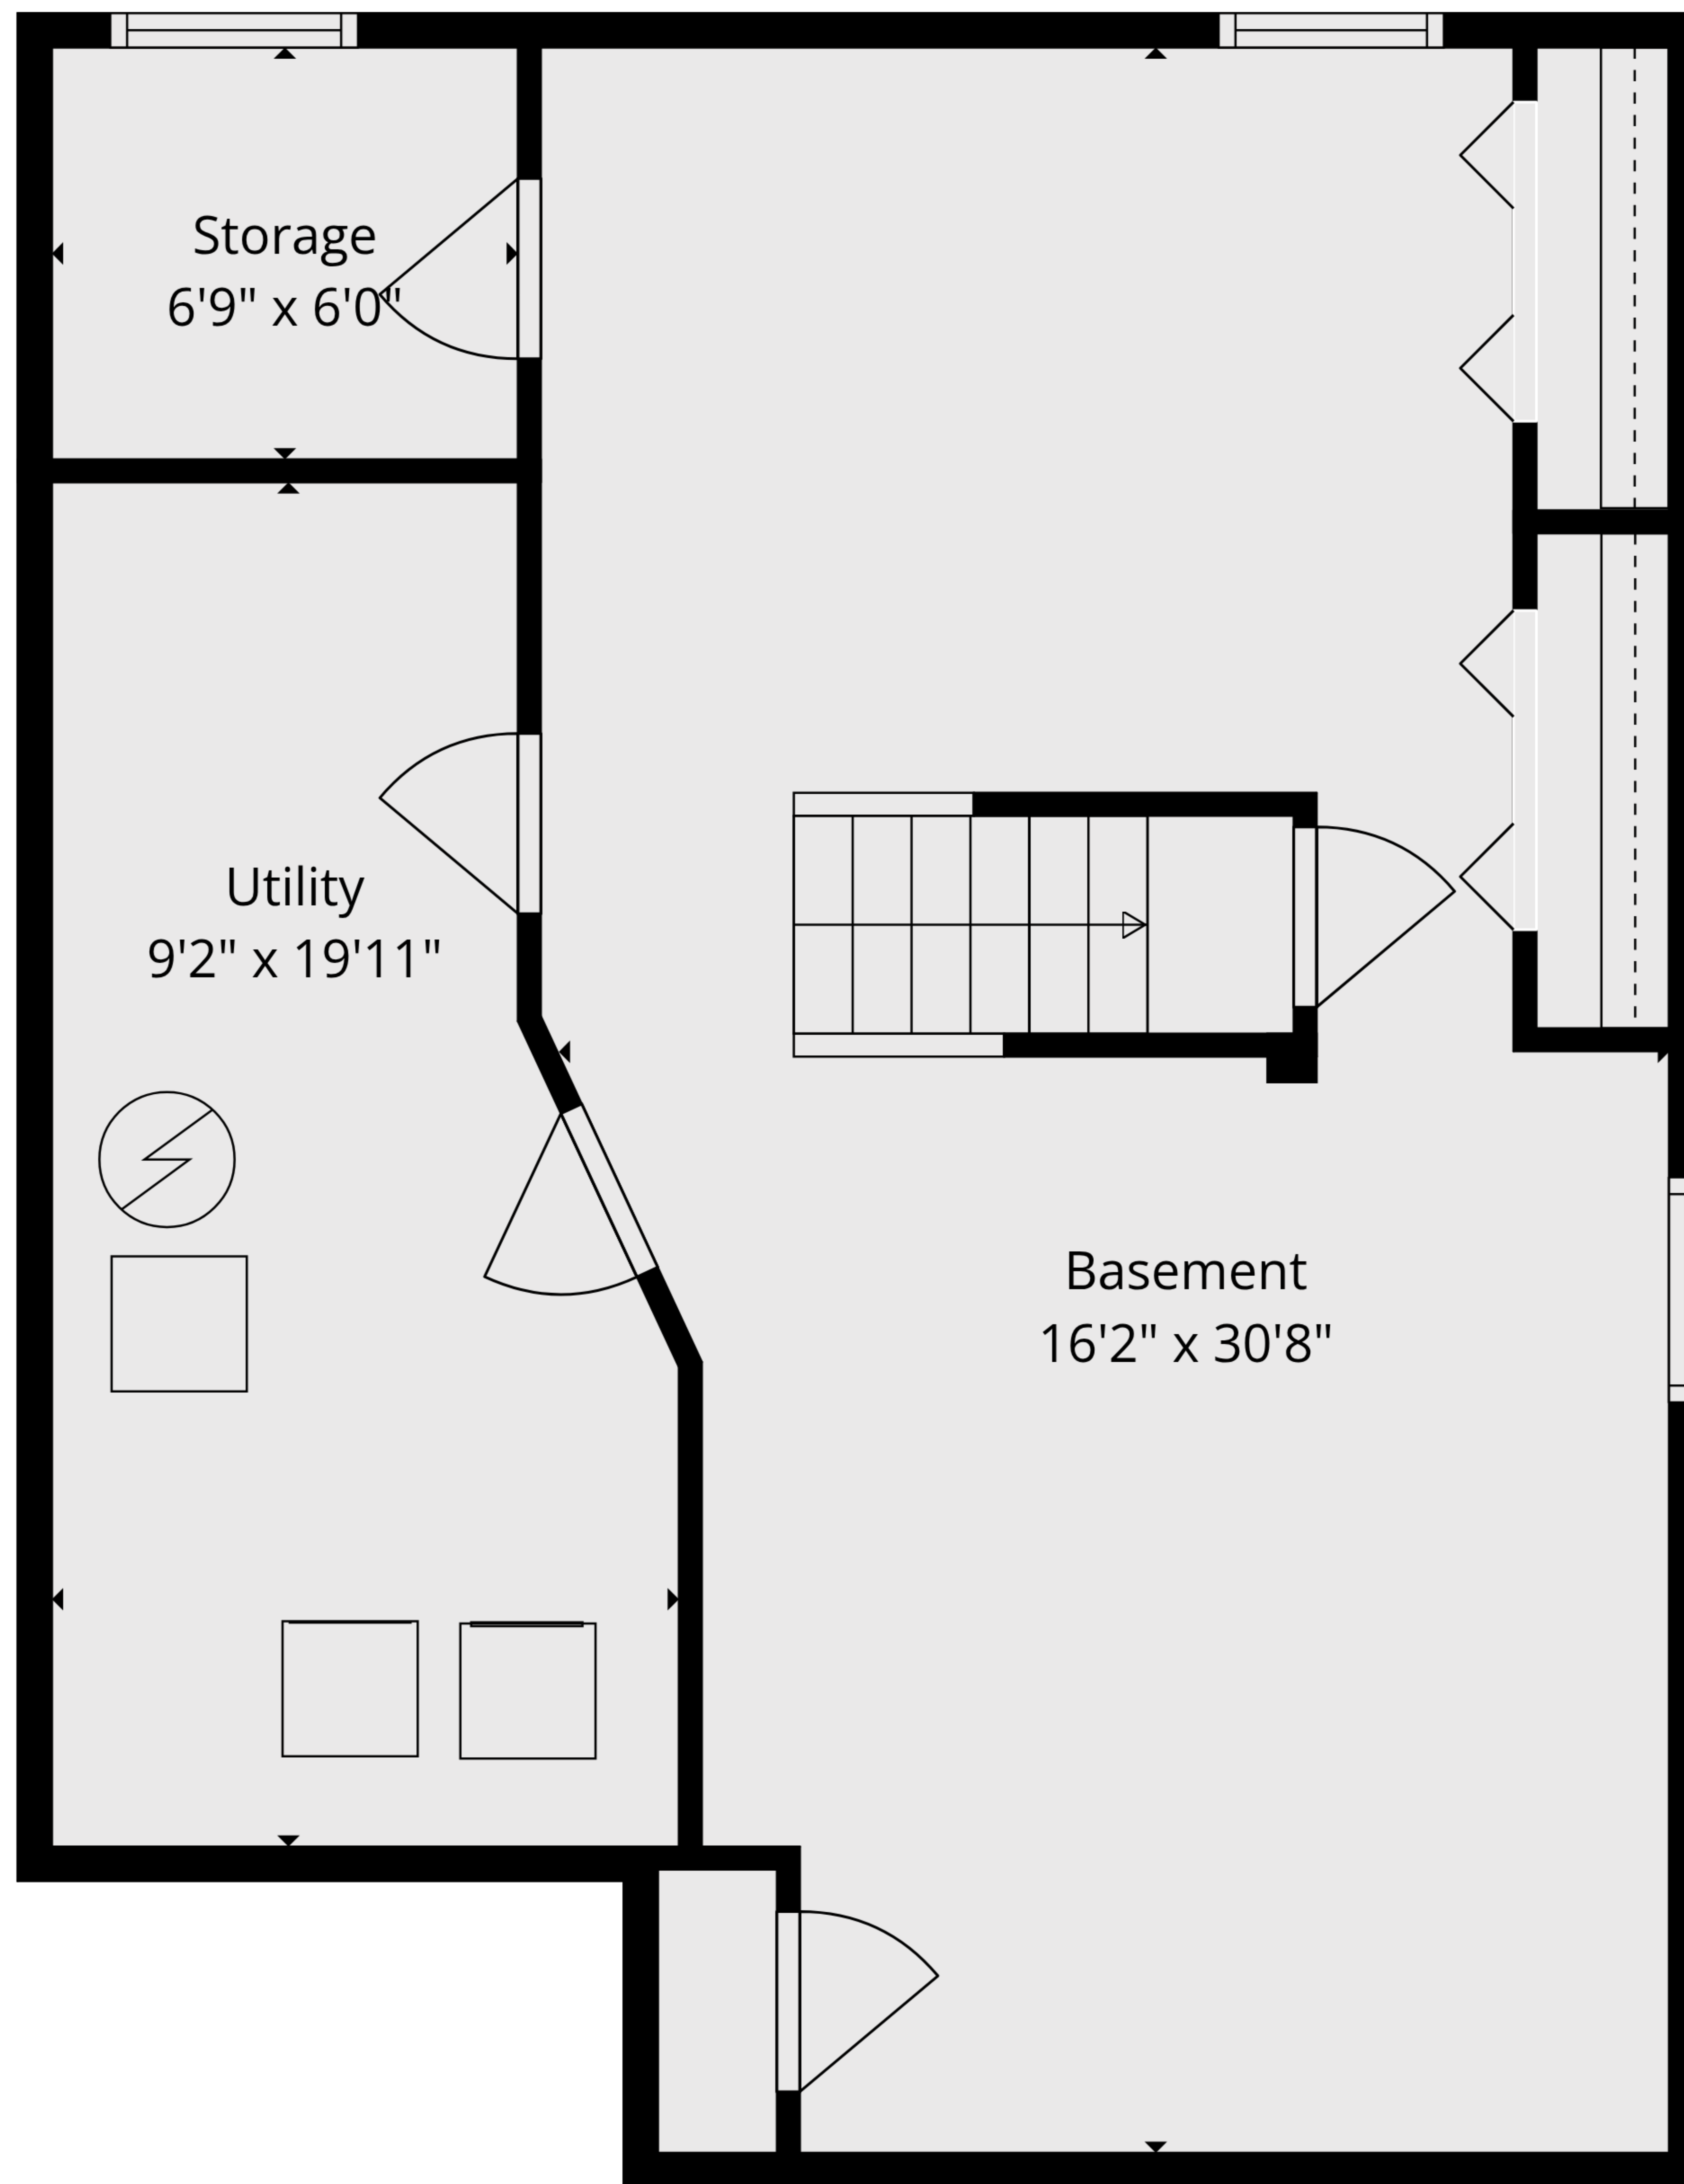 Storage
6'9" x 6'0"
Utility
9'2" x 19'11"
Basement
16'2" x 30'8"